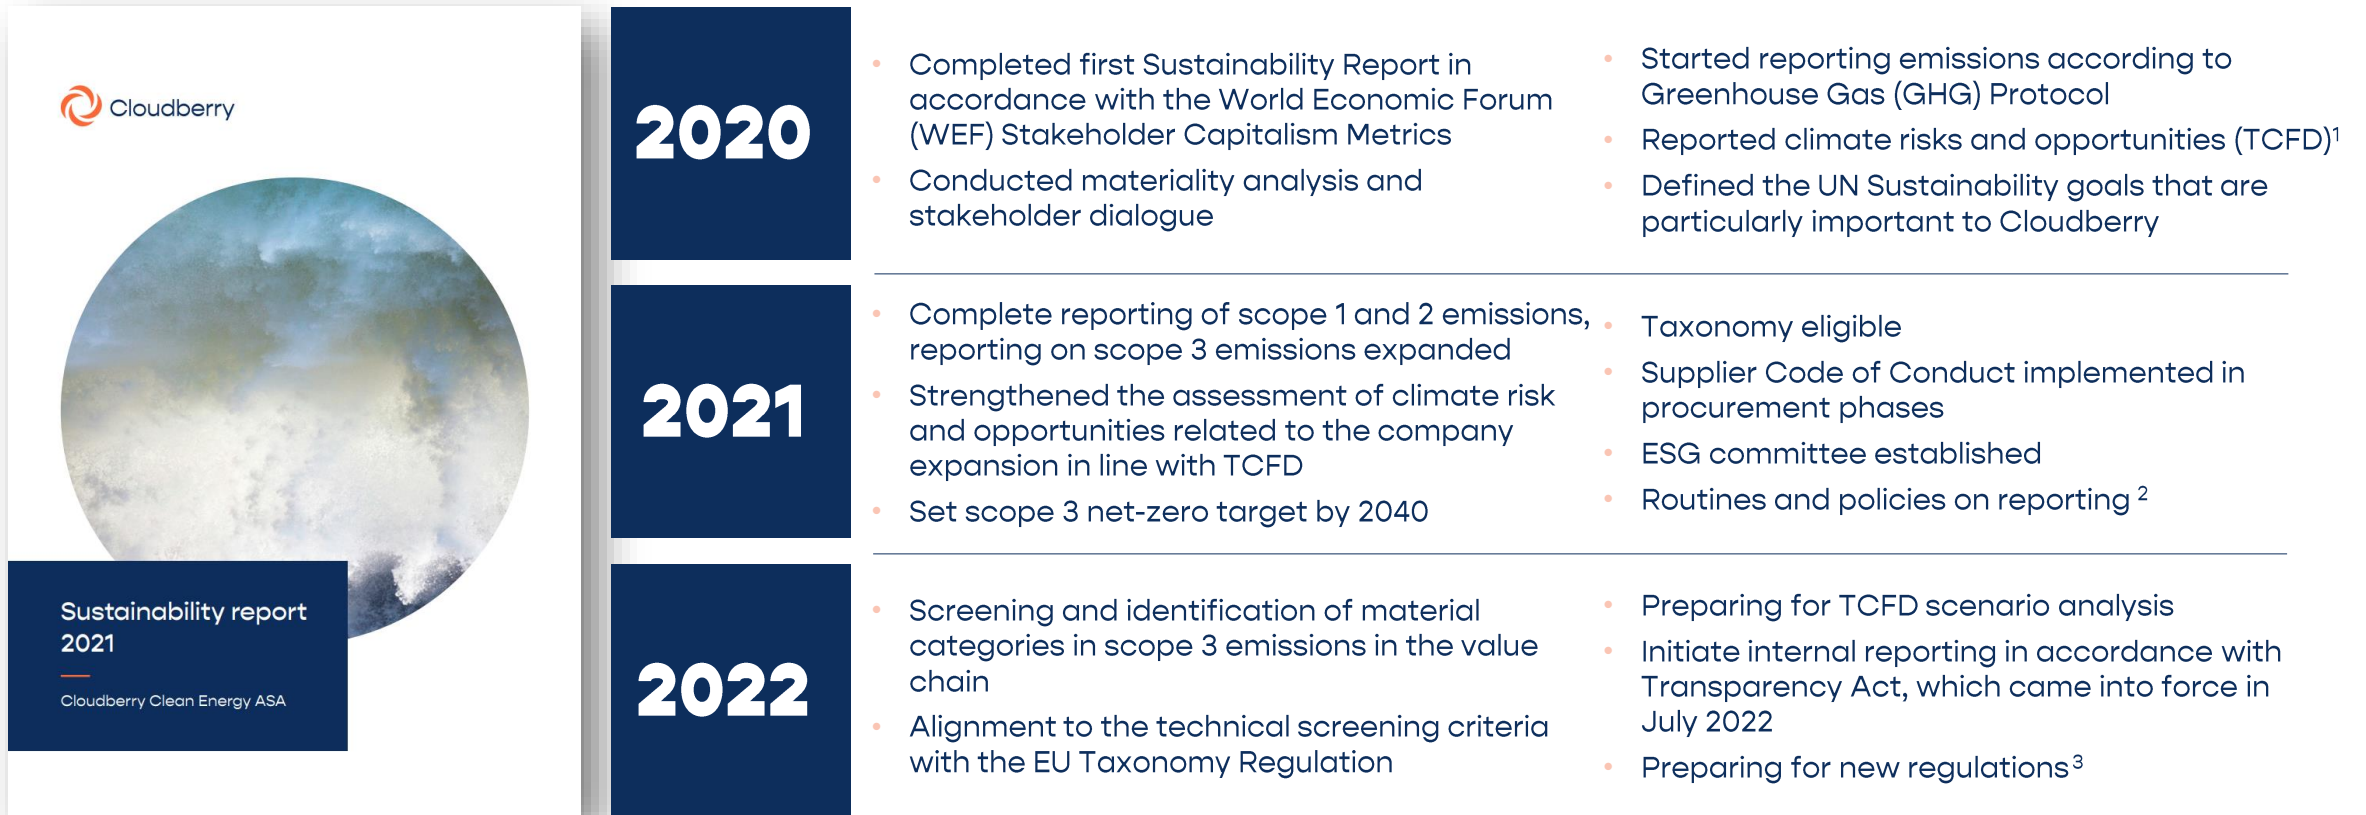 Cloudberry
Sustainability report
2021
Cloudberry Clean Energy ASA
2020
• Completed first Sustainability Report in
accordance with the World Economic Forum
(WEF) Stakeholder Capitalism Metrics
• Conducted materiality analysis and
stakeholder dialogue
• Started reporting emissions according to
Greenhouse Gas (GHG) Protocol
• Reported climate risks and opportunities (TCFD)¹
• Defined the UN Sustainability goals that are
particularly important to Cloudberry
2021
• Complete reporting of scope 1 and 2 emissions,
reporting on scope 3 emissions expanded
• Strengthened the assessment of climate risk
and opportunities related to the company
expansion in line with TCFD
• Set scope 3 net-zero target by 2040
• Taxonomy eligible
• Supplier Code of Conduct implemented in
procurement phases
• ESG committee established
• Routines and policies on reporting ²
2022
• Screening and identification of material
categories in scope 3 emissions in the value
chain
• Alignment to the technical screening criteria
with the EU Taxonomy Regulation
• Preparing for TCFD scenario analysis
• Initiate internal reporting in accordance with
Transparency Act, which came into force in
July 2022
• Preparing for new regulations³